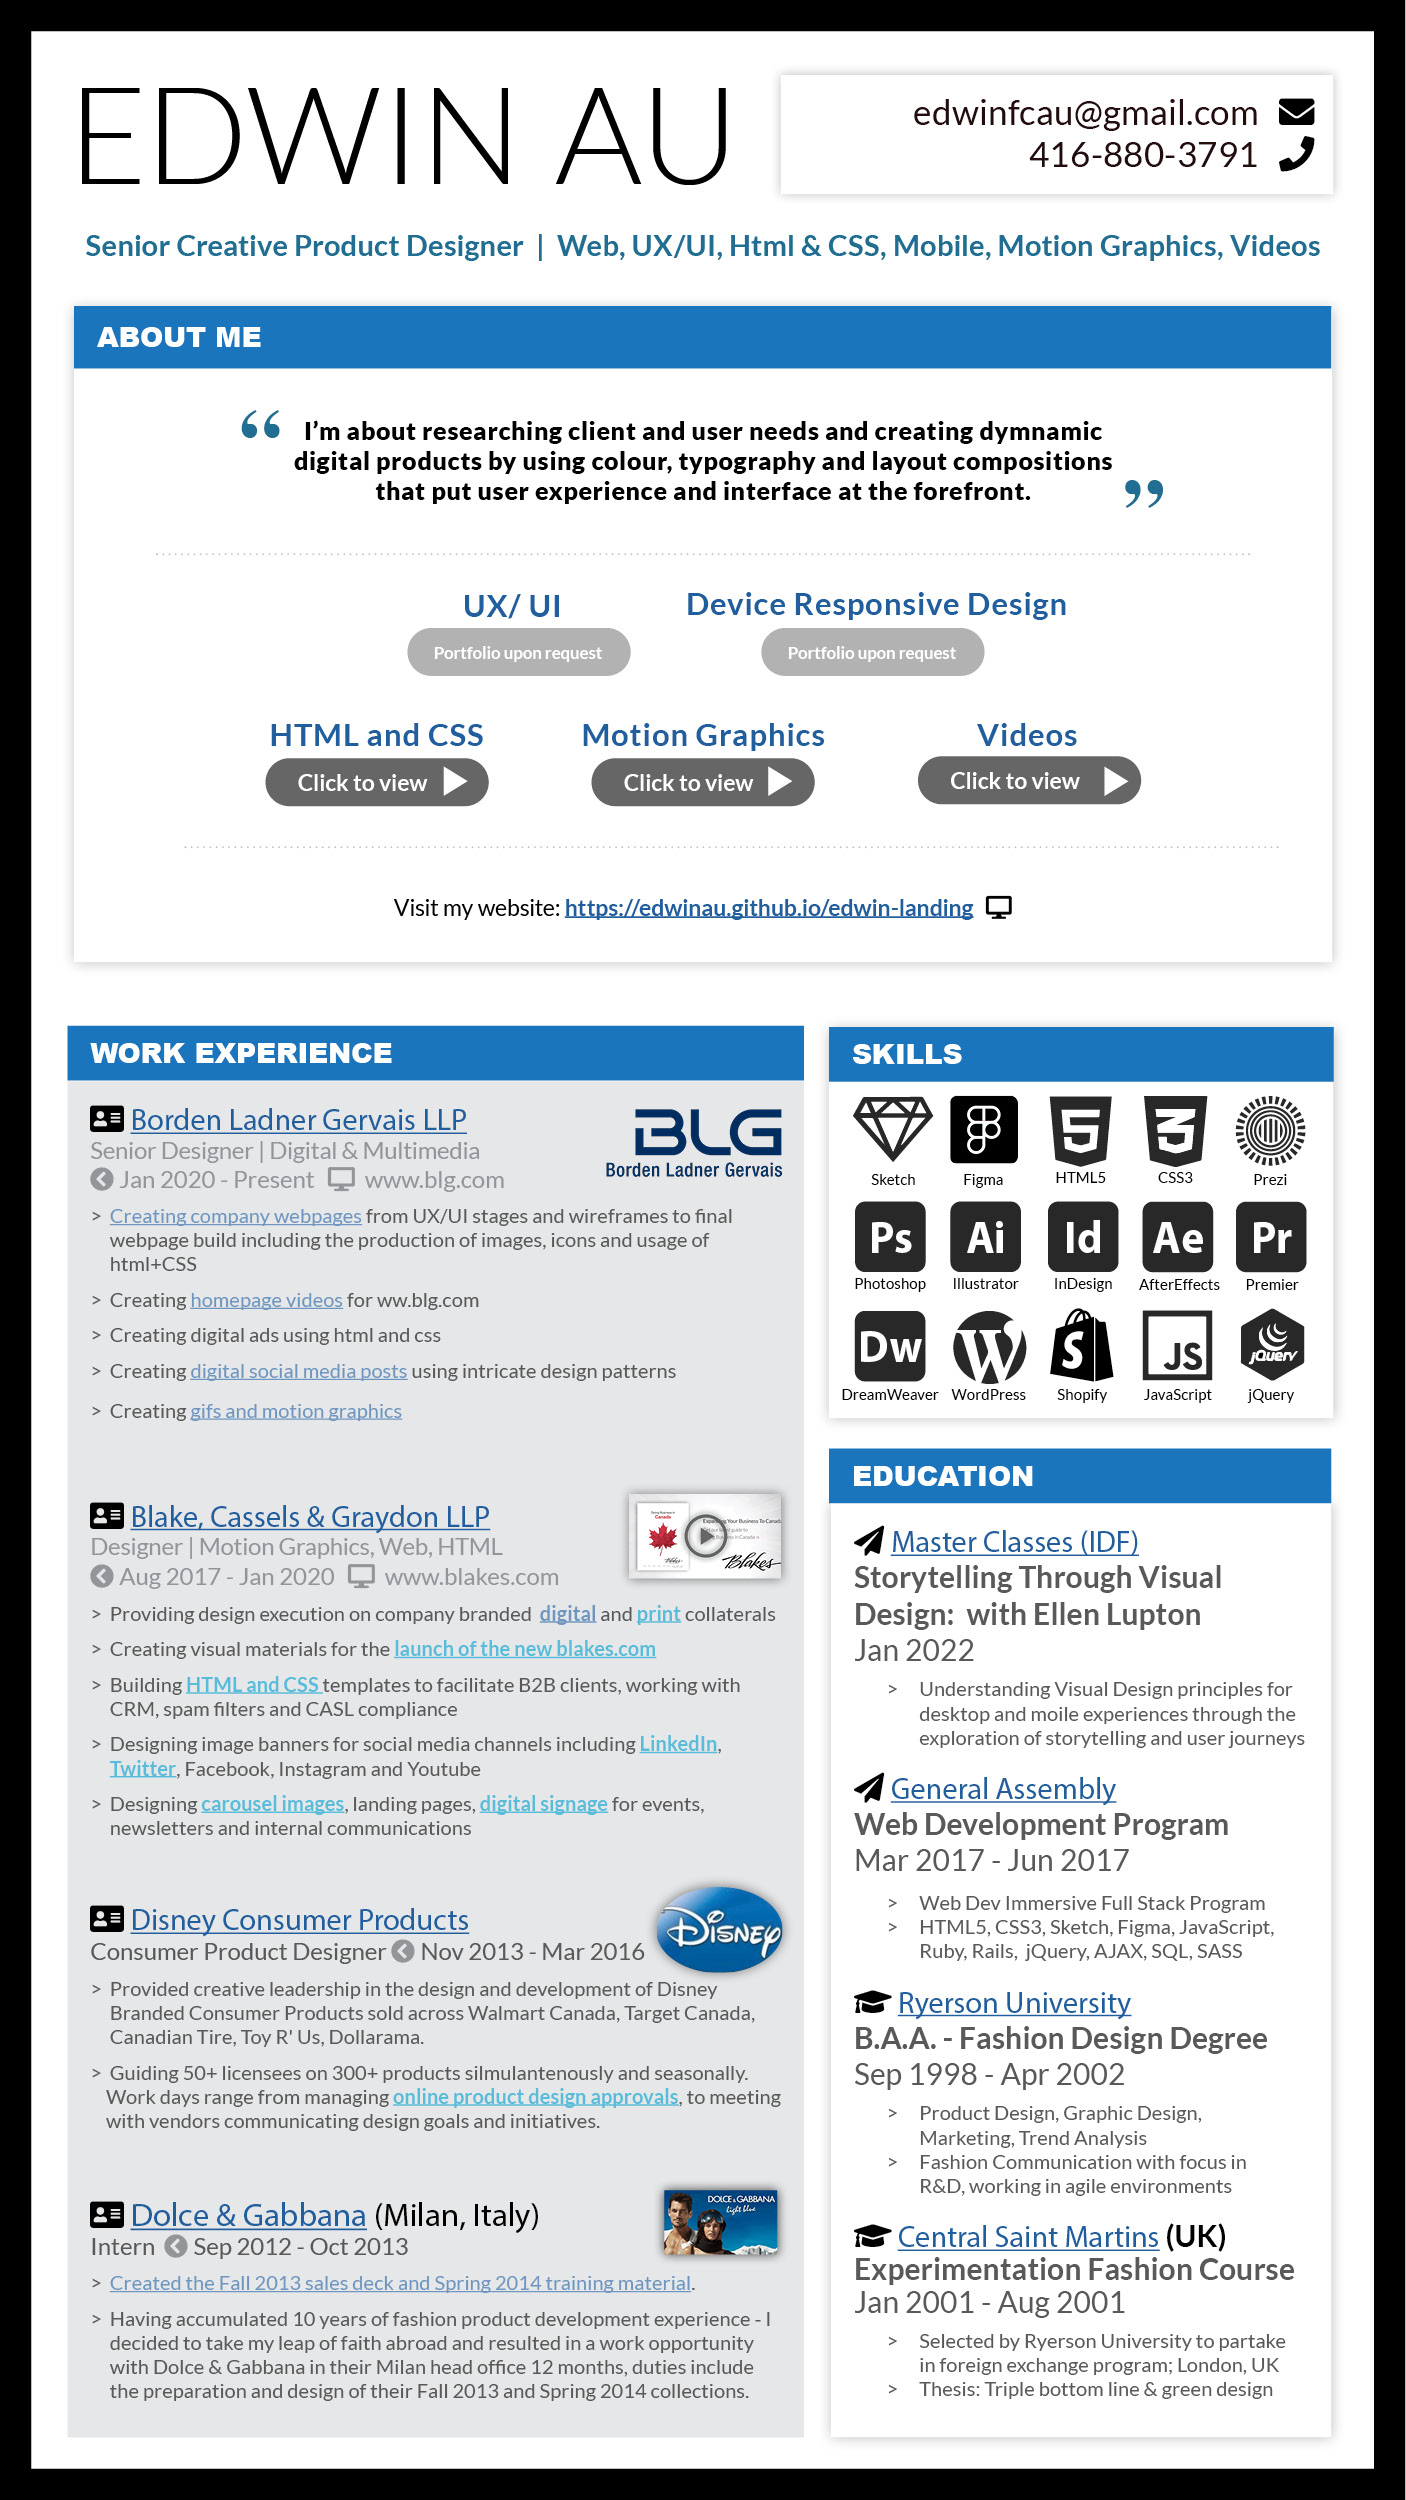 EDWIN AU
edwinfcau@gmail.com
416-880-3791
Senior Creative Product Designer | Web, UX/UI, Html & CSS, Mobile, Motion Graphics, Videos
ABOUT ME
“ I’m about researching client and user needs and creating dymnamic
digital products by using colour, typography and layout compositions
that put user experience and interface at the forefront. ”
UX/ UI
Portfolio upon request
Device Responsive Design
Portfolio upon request
HTML and CSS
Click to view
Motion Graphics
Click to view
Videos
Click to view
Visit my website: https://edwinau.github.io/edwin-landing
WORK EXPERIENCE
Borden Ladner Gervais LLP
BLG
Borden Ladner Gervais
Senior Designer | Digital & Multimedia
Jan 2020 - Present www.blg.com
> Creating company webpages from UX/UI stages and wireframes to final
webpage build including the production of images, icons and usage of
html+CSS
> Creating homepage videos for ww.blg.com
> Creating digital ads using html and css
> Creating digital social media posts using intricate design patterns
> Creating gifs and motion graphics
Blake, Cassels & Graydon LLP
Canada
Blakes
Designer | Motion Graphics, Web, HTML
Aug 2017 - Jan 2020 www.blakes.com
> Providing design execution on company branded digital and print collaterals
> Creating visual materials for the launch of the new blakes.com
> Building HTML and CSS templates to facilitate B2B clients, working with
CRM, spam filters and CASL compliance
> Designing image banners for social media channels including LinkedIn,
Twitter, Facebook, Instagram and Youtube
> Designing carousel images, landing pages, digital signage for events,
newsletters and internal communications
Disney Consumer Products
Disney
Consumer Product Designer Nov 2013 - Mar 2016
> Provided creative leadership in the design and development of Disney
Branded Consumer Products sold across Walmart Canada, Target Canada,
Canadian Tire, Toy R' Us, Dollarama.
> Guiding 50+ licensees on 300+ products silmulantenously and seasonally.
Work days range from managing online product design approvals, to meeting
with vendors communicating design goals and initiatives.
Dolce & Gabbana (Milan, Italy)
DOLCE & GABBANA
light blue
Intern Sep 2012 - Oct 2013
> Created the Fall 2013 sales deck and Spring 2014 training material.
> Having accumulated 10 years of fashion product development experience - I
decided to take my leap of faith abroad and resulted in a work opportunity
with Dolce & Gabbana in their Milan head office 12 months, duties include
the preparation and design of their Fall 2013 and Spring 2014 collections.
SKILLS
Sketch Figma HTML5 CSS3 Prezi
Ps Ai Id Ae Pr
Photoshop Illustrator InDesign AfterEffects Premier
Dw W S JS jQuery
DreamWeaver WordPress Shopify JavaScript jQuery
EDUCATION
Master Classes (IDF)
Storytelling Through Visual
Design: with Ellen Lupton
Jan 2022
> Understanding Visual Design principles for
desktop and moile experiences through the
exploration of storytelling and user journeys
General Assembly
Web Development Program
Mar 2017 - Jun 2017
> Web Dev Immersive Full Stack Program
> HTML5, CSS3, Sketch, Figma, JavaScript,
Ruby, Rails, jQuery, AJAX, SQL, SASS
Ryerson University
B.A.A. - Fashion Design Degree
Sep 1998 - Apr 2002
> Product Design, Graphic Design,
Marketing, Trend Analysis
> Fashion Communication with focus in
R&D, working in agile environments
Central Saint Martins (UK)
Experimentation Fashion Course
Jan 2001 - Aug 2001
> Selected by Ryerson University to partake
in foreign exchange program; London, UK
> Thesis: Triple bottom line & green design